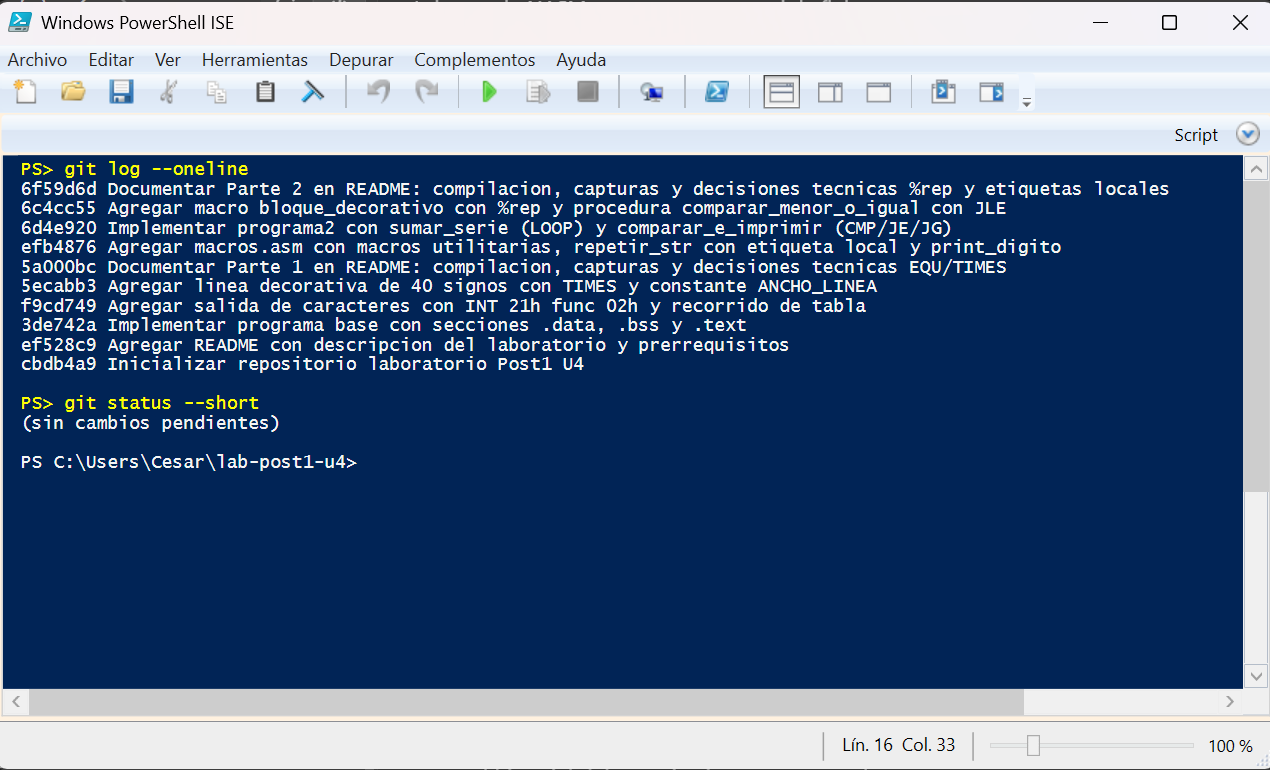 Windows PowerShell ISE
Archivo Editar Ver Herramientas Depurar Complementos Ayuda
Script
PS> git log --oneline
6f59d6d Documentar Parte 2 en README: compilacion, capturas y decisiones tecnicas %rep y etiquetas locales
6c4cc55 Agregar macro bloque_decorativo con %rep y procedura comparar_menor_o_igual con JLE
6d4e920 Implementar programa2 con sumar_serie (LOOP) y comparar_e_imprimir (CMP/JE/JG)
efb4876 Agregar macros.asm con macros utilitarias, repetir_str con etiqueta local y print_digito
5a000bc Documentar Parte 1 en README: compilacion, capturas y decisiones tecnicas EQU/TIMES
5ecabb3 Agregar linea decorativa de 40 signos con TIMES y constante ANCHO_LINEA
f9cd749 Agregar salida de caracteres con INT 21h func 02h y recorrido de tabla
3de742a Implementar programa base con secciones .data, .bss y .text
ef528c9 Agregar README con descripcion del laboratorio y prerrequisitos
cbdb4a9 Inicializar repositorio laboratorio Post1 U4
PS> git status --short
(sin cambios pendientes)
PS C:\Users\Cesar\lab-post1-u4>
Lín. 16 Col. 33
100 %